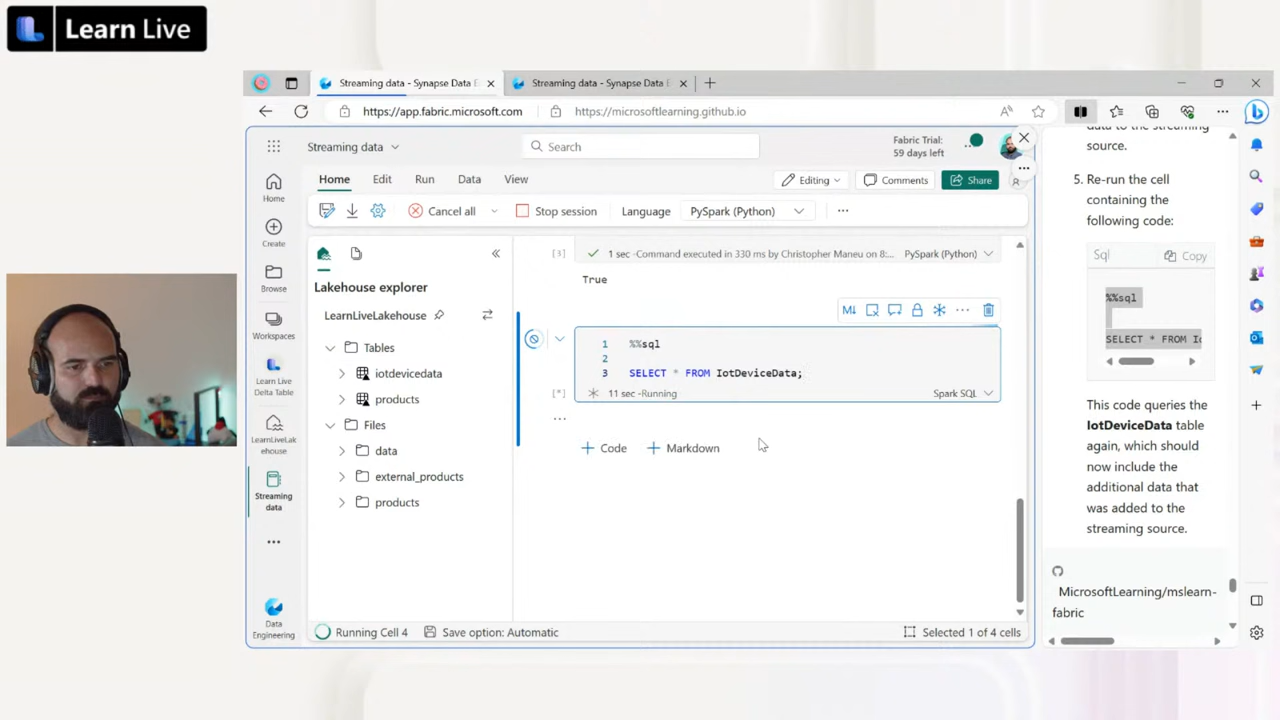 Learn Live
Streaming data - Synapse Data E
Streaming data - Synapse Data E
https://app.fabric.microsoft.com
https://microsoftlearning.github.io
Streaming data
Search
Fabric Trial:
59 days left
Home
Edit
Run
Data
View
Editing
Comments
Share
Cancel all
Stop session
Language
PySpark (Python)
Home
Create
Browse
Workspaces
Learn Live
Delta Table
LearnLiveLak
ehouse
Streaming
data
Data
Engineering
Lakehouse explorer
LearnLiveLakehouse
Tables
iotdevicedata
products
Files
data
external_products
products
[3]
1 sec -Command executed in 330 ms by Christopher Maneu on 8:...
PySpark (Python)
True
M↓
1 %%sql
2
3 SELECT * FROM IotDeviceData;
[*]
11 sec -Running
Spark SQL
+ Code
+ Markdown
Running Cell 4
Save option: Automatic
Selected 1 of 4 cells
data to the streaming
source.
5. Re-run the cell
containing the
following code:
Sql
Copy
%%sql
SELECT * FROM Io
This code queries the
IotDeviceData table
again, which should
now include the
additional data that
was added to the
streaming source.
MicrosoftLearning/mslearn-
fabric